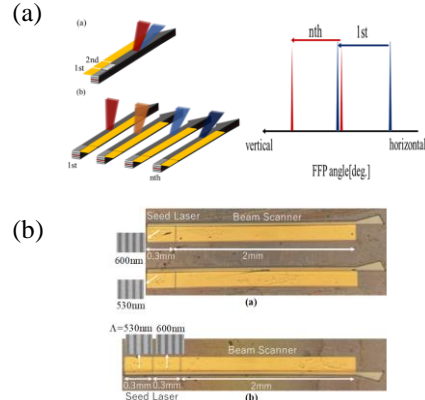 (a)
(a)
2nd
1st
(b)
1st
nth
nth
1st
vertical
horizontal
FFP angle[deg.]
(b)
Seed Laser
Beam Scanner
600nm
0.3mm
2mm
530nm
(a)
Λ=530nm
600nm
Beam Scanner
0.3mm
0.3mm
2mm
Seed Laser
(b)